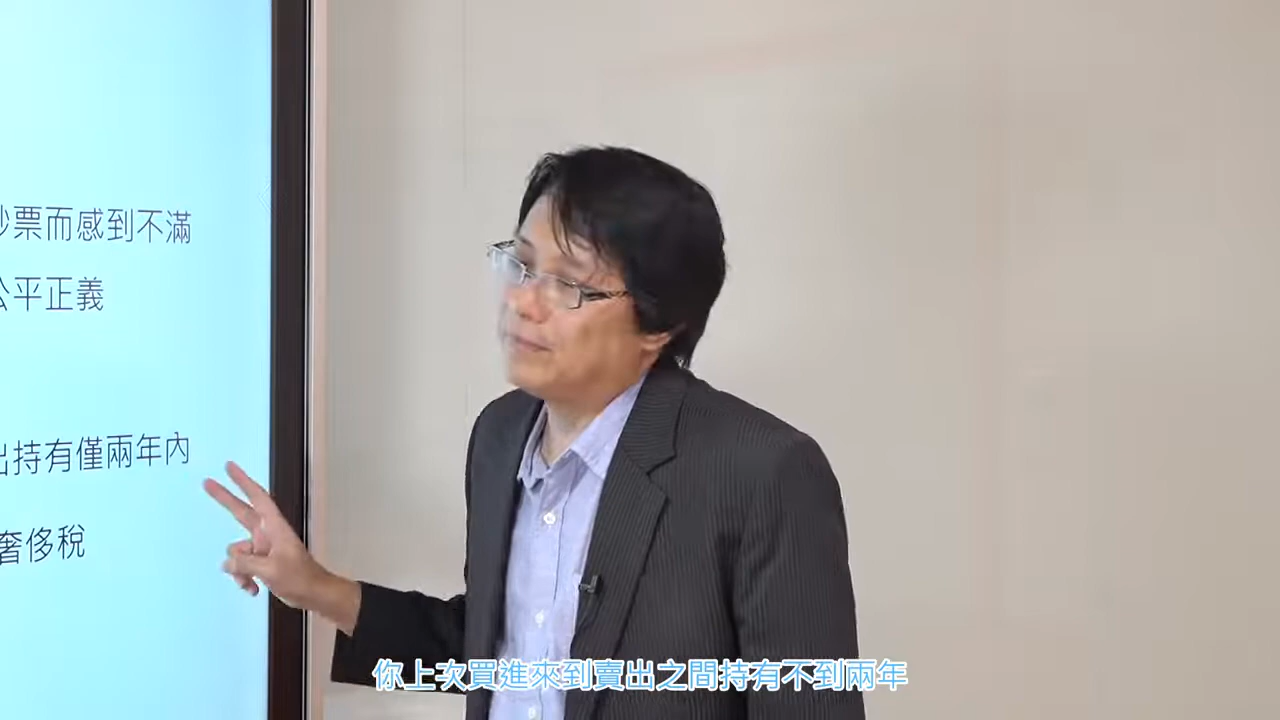 票而感到不滿
公平正義
出持有僅兩年內
奢侈稅
你上次買進來到賣出之間持有不到兩年